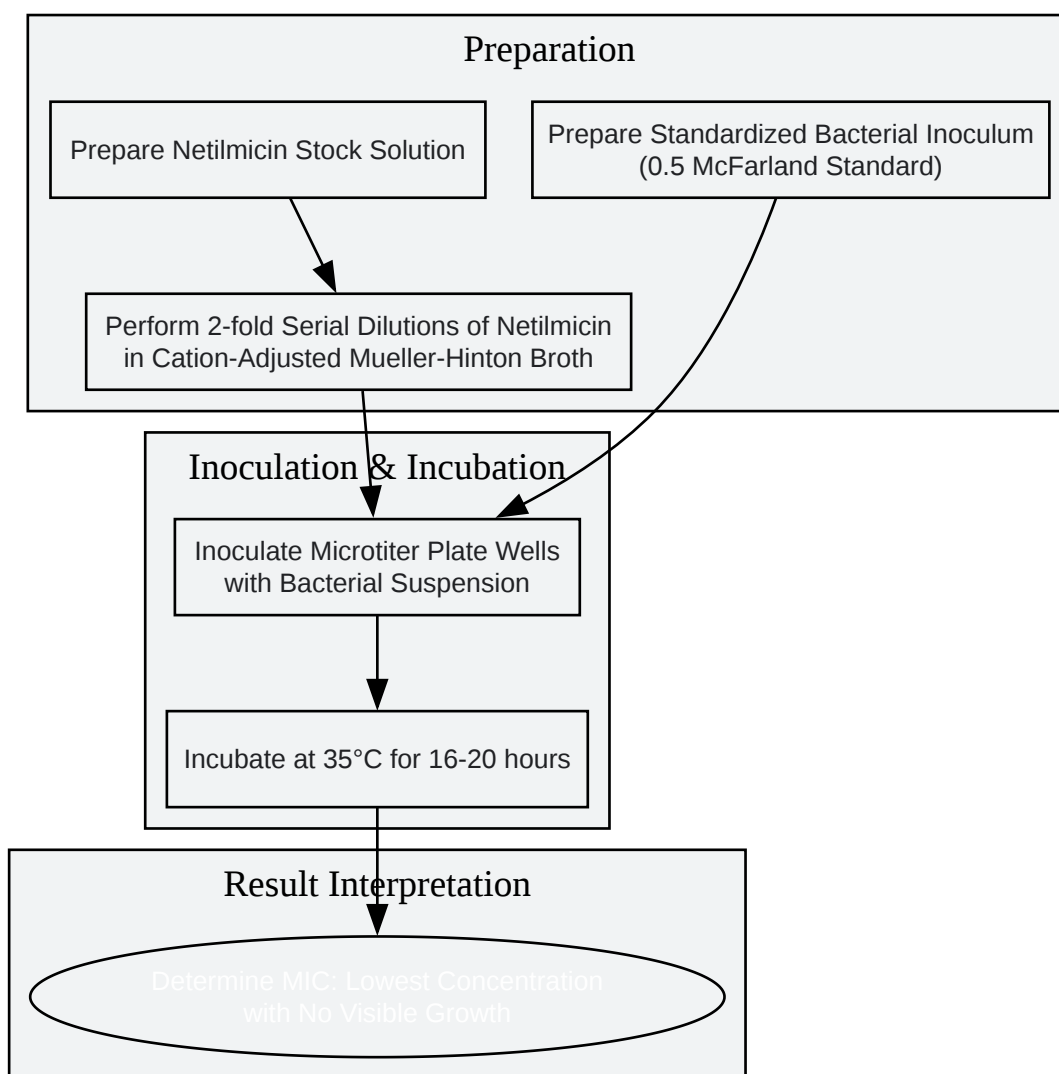 Preparation
Prepare Netilmicin Stock Solution
Prepare Standardized Bacterial Inoculum
(0.5 McFarland Standard)
Perform 2-fold Serial Dilutions of Netilmicin
in Cation-Adjusted Mueller-Hinton Broth
Inoculation & Incubation
Inoculate Microtiter Plate Wells
with Bacterial Suspension
Incubate at 35°C for 16-20 hours
Result Interpretation
Determine MIC: Lowest Concentration
with No Visible Growth